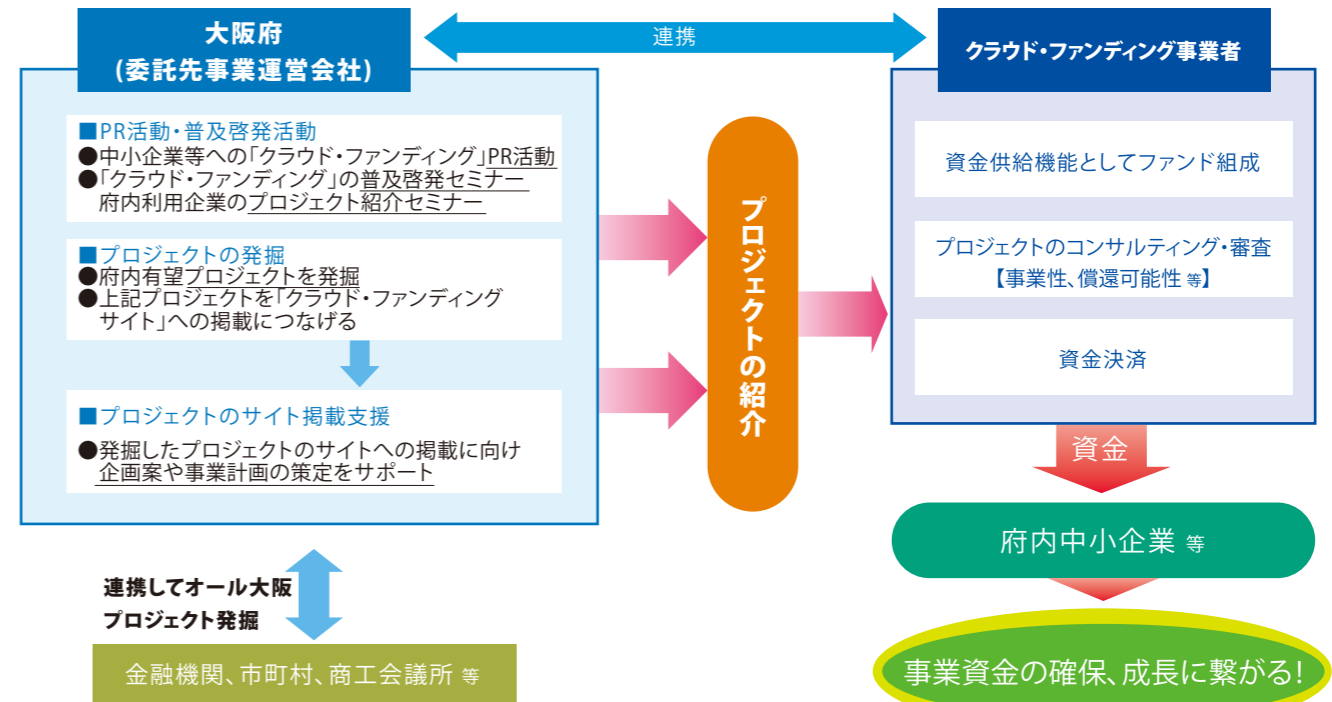 大阪府
(委託先事業運営会社)
連携
クラウド・ファンディング事業者
■PR活動・普及啓発活動
●中小企業等への「クラウド・ファンディング」PR活動
●「クラウド・ファンディング」の普及啓発セミナー
府内利用企業のプロジェクト紹介セミナー
■プロジェクトの発掘
●府内有望プロジェクトを発掘
●上記プロジェクトを「クラウド・ファンディング
サイト」への掲載につなげる
■プロジェクトのサイト掲載支援
●発掘したプロジェクトのサイトへの掲載に向け
企画案や事業計画の策定をサポート
プロジェクトの紹介
資金供給機能としてファンド組成
プロジェクトのコンサルティング・審査
【事業性、償還可能性 等】
資金決済
資金
府内中小企業 等
事業資金の確保、成長に繋がる!
連携してオール大阪
プロジェクト発掘
金融機関、市町村、商工会議所 等